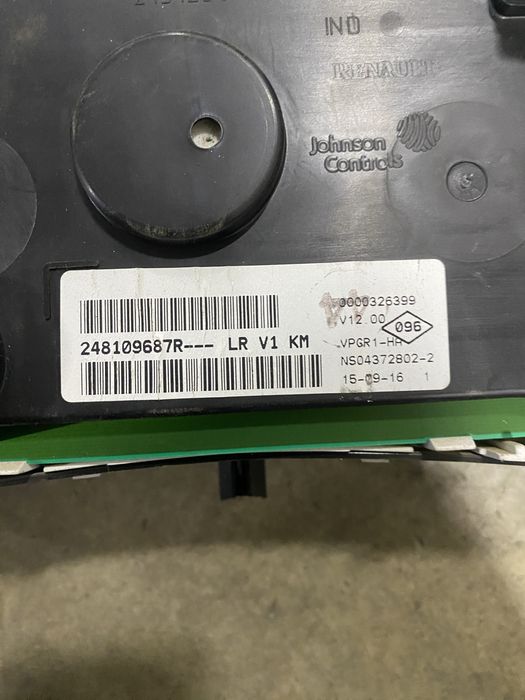 IND
RENAULT
Johnson
Controls
0000326399
V12.00
096
248109687R--- LR V1 KM
VPGR1-HA
NS04372802-2
15-09-16 1